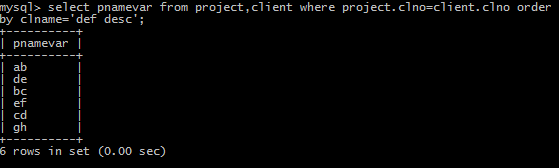 mysql> select pnamevar from project,client where project.clno=client.clno order
by clname='def desc';
+----------+
| pnamevar |
+----------+
| ab       |
| de       |
| bc       |
| ef       |
| cd       |
| gh       |
+----------+
6 rows in set (0.00 sec)